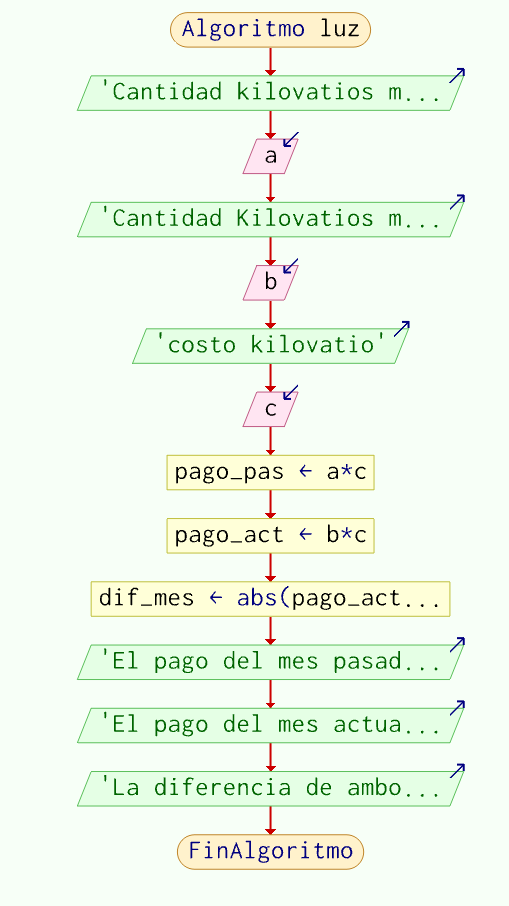 Algoritmo luz
'Cantidad kilovatios m...
a
'Cantidad Kilovatios m...
b
'costo kilovatio'
c
pago_pas ← a*c
pago_act ← b*c
dif_mes ← abs(pago_act...
'El pago del mes pasad...
'El pago del mes actua...
'La diferencia de ambo...
FinAlgoritmo